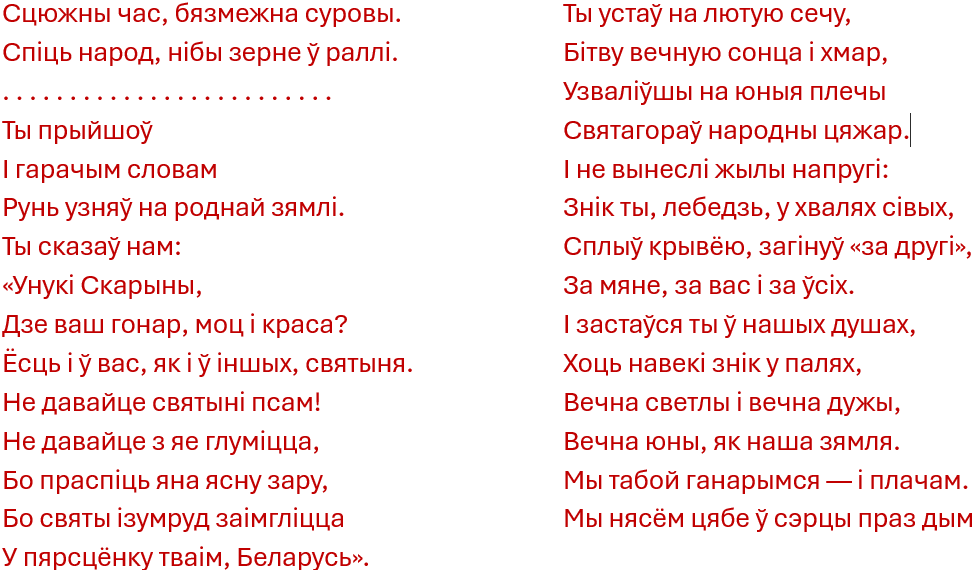 Сцюжны час, бязмежна суровы.
Спіць народ, нібы зерне ў раллі.
. . . . . . . . . . . . . . . . . . . . . . . . .
Ты прыйшоў
І гарачым словам
Рунь узняў на роднай зямлі.
Ты сказаў нам:
«Унукі Скарыны,
Дзе ваш гонар, моц і краса?
Ёсць і ў вас, як і ў іншых, святыня.
Не давайце святыні псам!
Не давайце з яе глуміцца,
Бо праспіць яна ясну зару,
Бо святы ізумруд заімгліцца
У пярсцёнку тваім, Беларусь».
Ты устаў на лютую сечу,
Бітву вечную сонца і хмар,
Узваліўшы на юныя плечы
Святагораў народны цяжар.
І не вынеслі жылы напругі:
Знік ты, лебедзь, у хвалях сівых,
Сплыў крывёю, загінуў «за другі»,
За мяне, за вас і за ўсіх.
І застаўся ты ў нашых душах,
Хоць навекі знік у палях,
Вечна светлы і вечна дужы,
Вечна юны, як наша зямля.
Мы табой ганарымся — і плачам.
Мы нясём цябе ў сэрцы праз дым